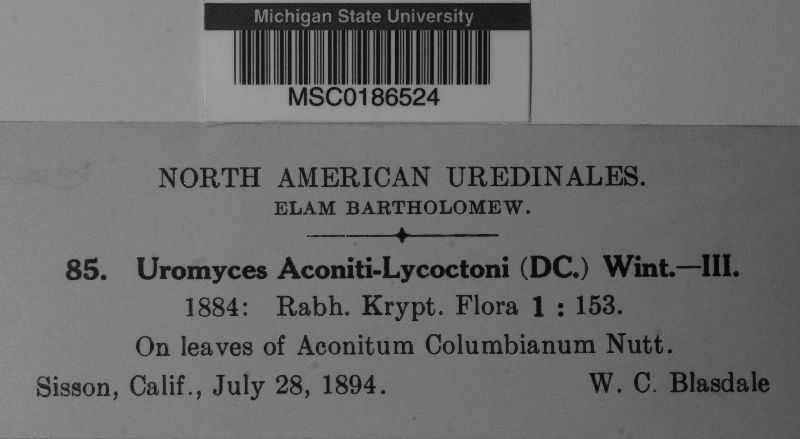 Michigan State University
MSC0186524
NORTH AMERICAN UREDINALES.
ELAM BARTHOLOMEW.
85. Uromyces Aconiti-Lycoctoni (DC.) Wint.—III.
1884: Rabh. Krypt. Flora 1 : 153.
On leaves of Aconitum Columbianum Nutt.
Sisson, Calif., July 28, 1894. W. C. Blasdale